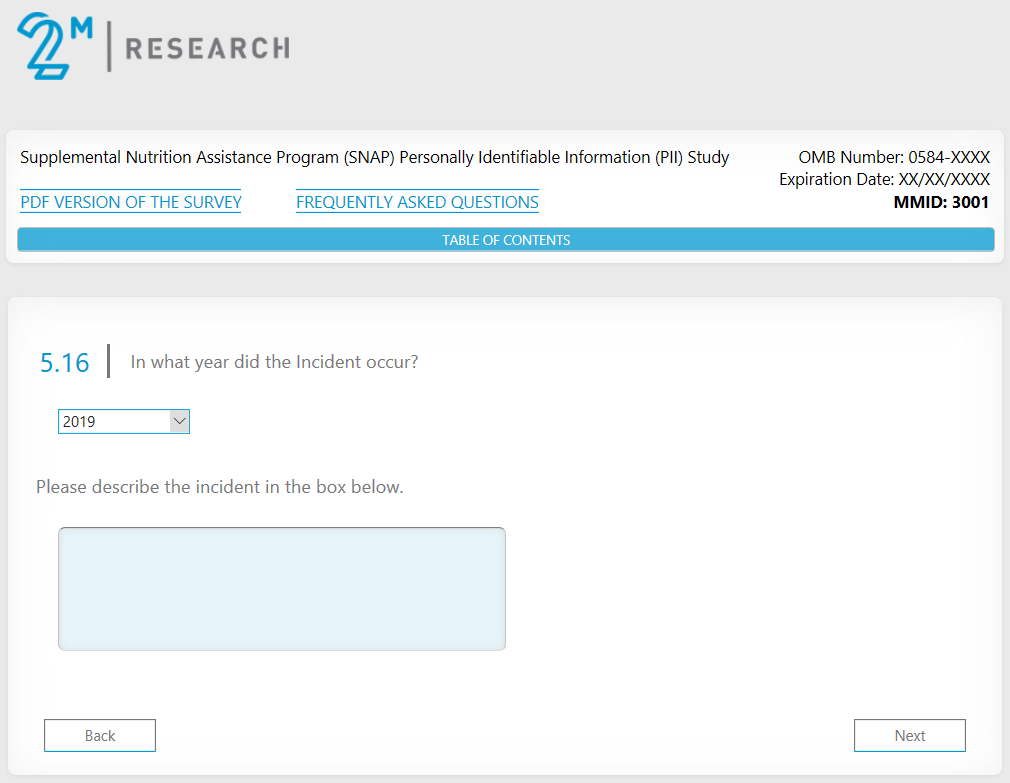 2M RESEARCH
Supplemental Nutrition Assistance Program (SNAP) Personally Identifiable Information (PII) Study
OMB Number: 0584-XXXX
Expiration Date: XX/XX/XXXX
PDF VERSION OF THE SURVEY
FREQUENTLY ASKED QUESTIONS
MMID: 3001
TABLE OF CONTENTS
5.16 In what year did the Incident occur?
2019
Please describe the incident in the box below.
Back
Next